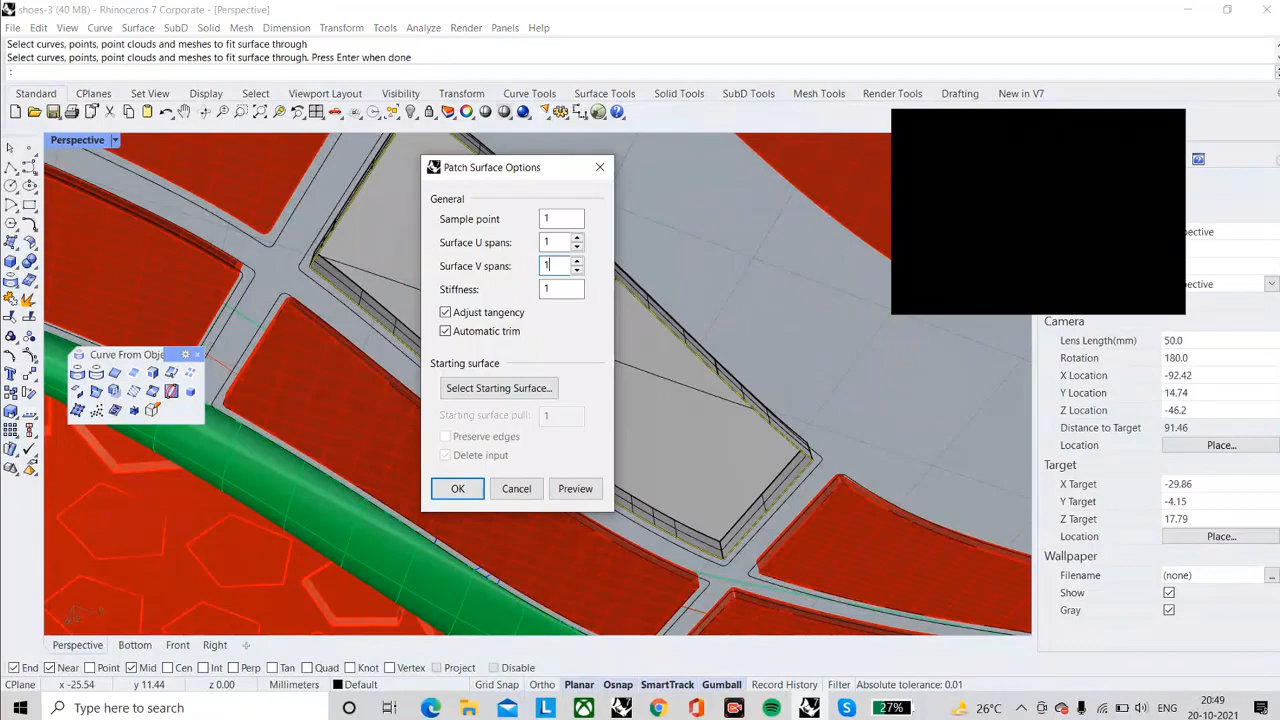 shoes-3 (40 MB) - Rhinoceros 7 Corporate - [Perspective]
File Edit View Curve Surface SubD Solid Mesh Dimension Transform Tools Analyze Render Panels Help
Select curves, points, point clouds and meshes to fit surface through
Select curves, points, point clouds and meshes to fit surface through. Press Enter when done
:
Standard CPlanes Set View Display Select Viewport Layout Visibility Transform Curve Tools Surface Tools Solid Tools SubD Tools Mesh Tools Render Tools Drafting New in V7
Perspective
Patch Surface Options
General
Sample point 1
Surface U spans: 1
Surface V spans: 1
Stiffness: 1
Adjust tangency
Automatic trim
Starting surface
Select Starting Surface...
Starting surface pull: 1
Preserve edges
Delete input
OK Cancel Preview
Curve From Obje
Camera
Lens Length(mm) 50.0
Rotation 180.0
X Location -92.42
Y Location 14.74
Z Location -46.2
Distance to Target 91.46
Location Place...
Target
X Target -29.86
Y Target -4.15
Z Target 17.79
Location Place...
Wallpaper
Filename (none) ...
Show
Gray
Perspective Bottom Front Right
End Near Point Mid Cen Int Perp Tan Quad Knot Vertex Project Disable
CPlane x -25.54 y 11.44 z 0.00 Millimeters Default Grid Snap Ortho Planar Osnap SmartTrack Gumball Record History Filter Absolute tolerance: 0.01
Type here to search 27% 26°C ENG 20:49
20-10-2021